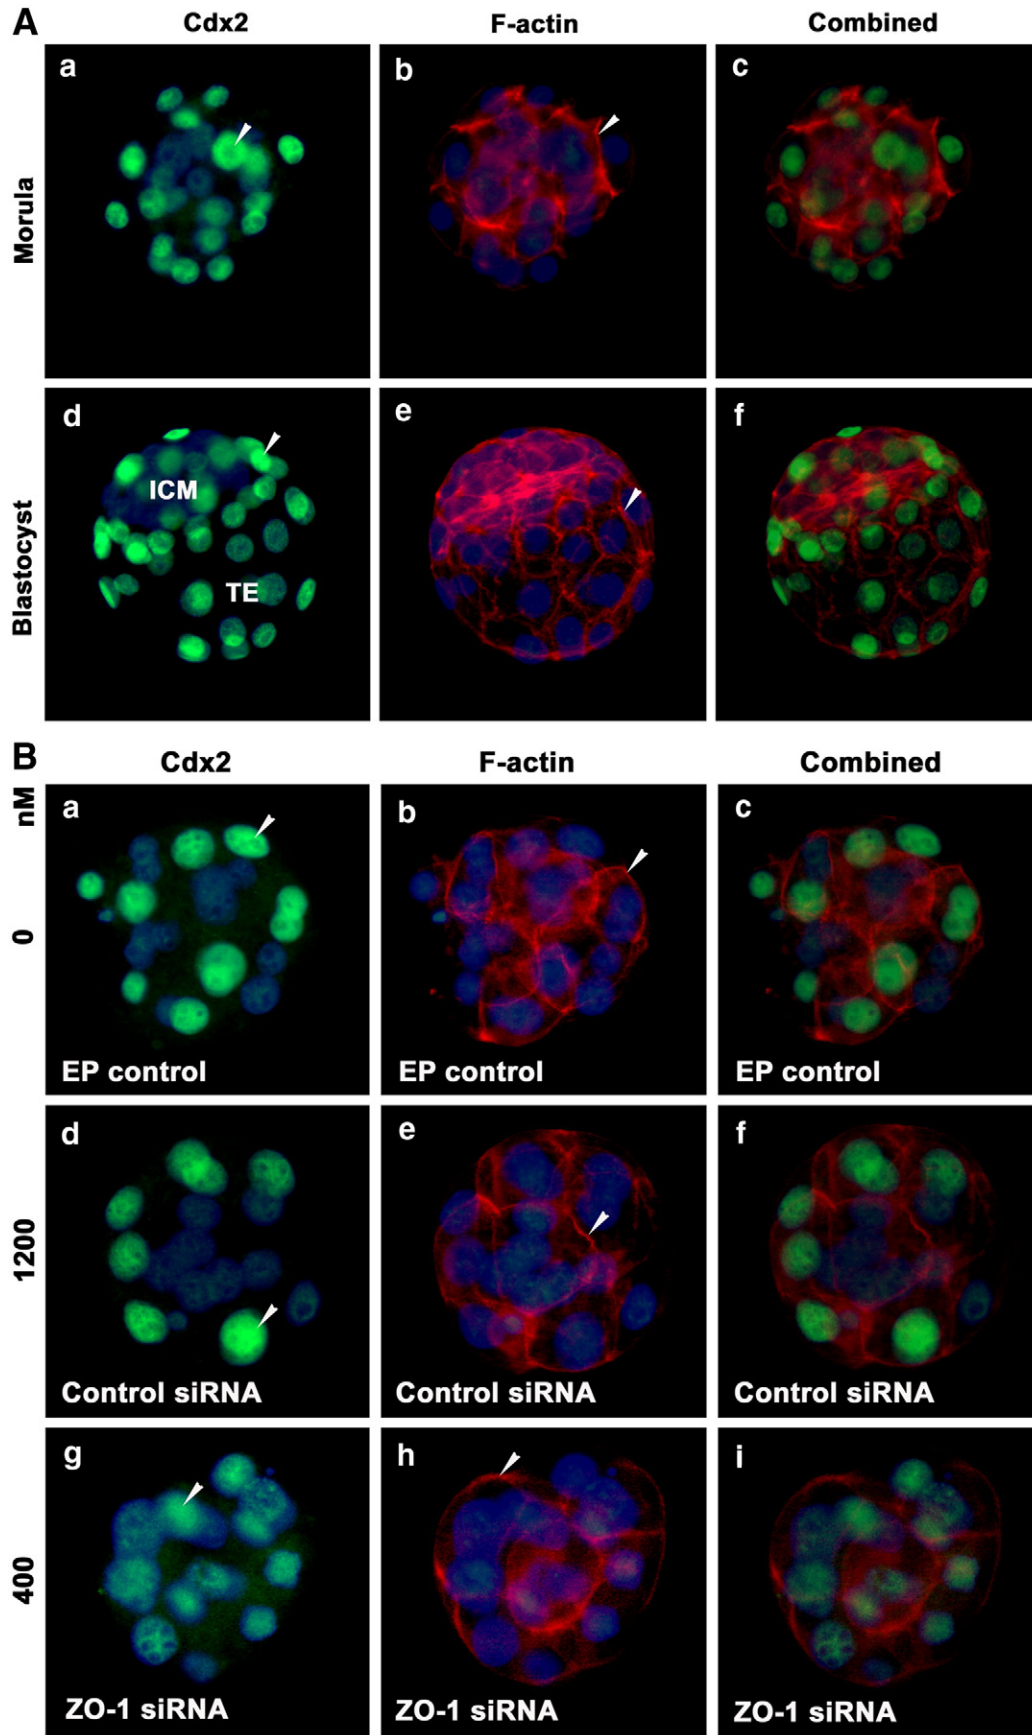 A
Cdx2
F-actin
Combined
Morula
a
b
c
Blastocyst
d
ICM
TE
e
f
B
Cdx2
F-actin
Combined
nM
0
a
EP control
b
EP control
c
EP control
1200
d
Control siRNA
e
Control siRNA
f
Control siRNA
400
g
ZO-1 siRNA
h
ZO-1 siRNA
i
ZO-1 siRNA